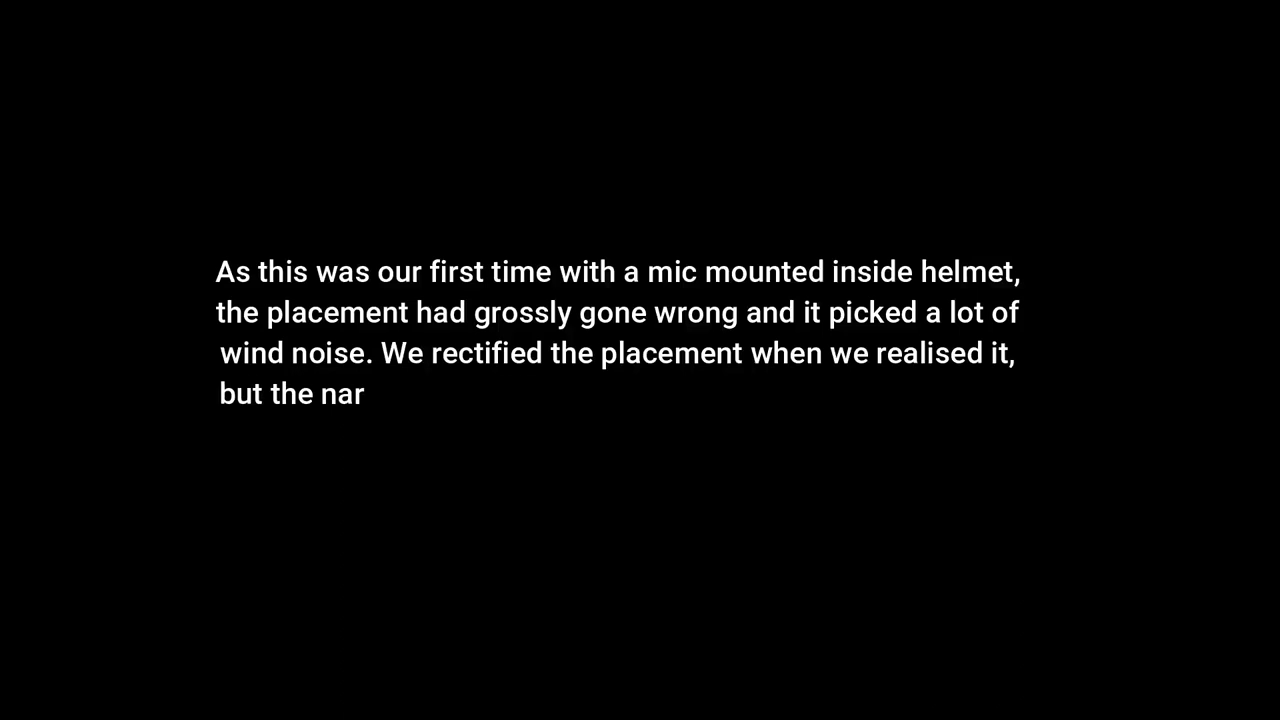 As this was our first time with a mic mounted inside helmet,
the placement had grossly gone wrong and it picked a lot of
wind noise. We rectified the placement when we realised it,
but the nar